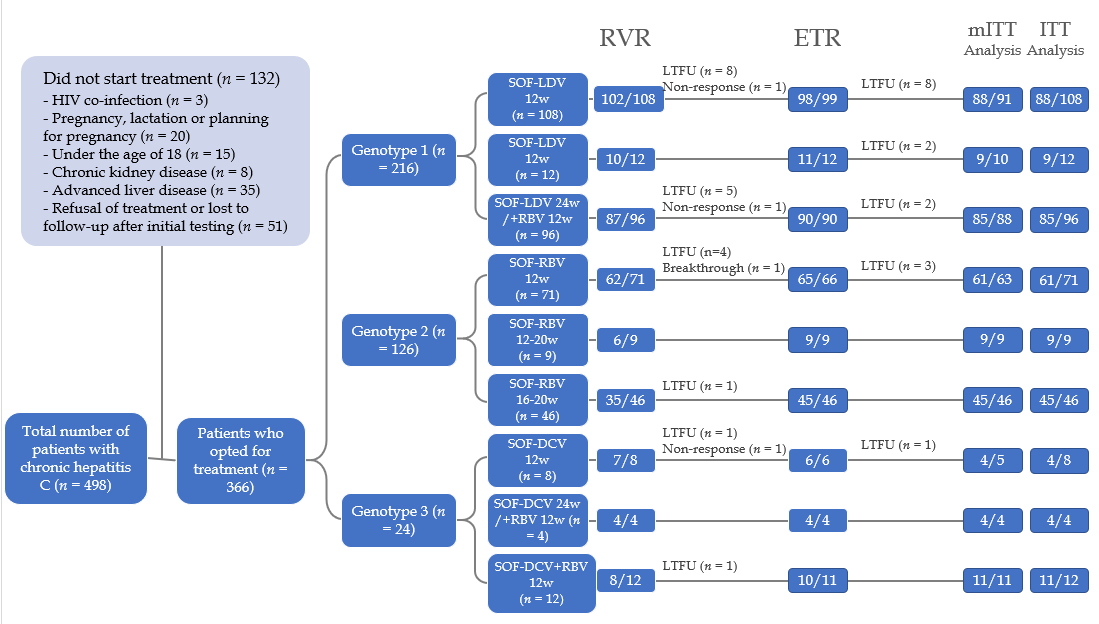 RVR
ETR
mITT
Analysis
ITT
Analysis
Did not start treatment (n = 132)
- HIV co-infection (n = 3)
- Pregnancy, lactation or planning
for pregnancy (n = 20)
- Under the age of 18 (n = 15)
- Chronic kidney disease (n = 8)
- Advanced liver disease (n = 35)
- Refusal of treatment or lost to
follow-up after initial testing (n = 51)
Total number of
patients with
chronic hepatitis
C (n = 498)
Patients who
opted for
treatment (n =
366)
Genotype 1 (n
= 216)
SOF-LDV
12w
(n = 108)
102/108
LTFU (n = 8)
Non-response (n = 1)
98/99
LTFU (n = 8)
88/91
88/108
SOF-LDV
12w
(n = 12)
10/12
11/12
LTFU (n = 2)
9/10
9/12
SOF-LDV 24w
/+RBV 12w
(n = 96)
87/96
LTFU (n = 5)
Non-response (n = 1)
90/90
LTFU (n = 2)
85/88
85/96
Genotype 2 (n
= 126)
SOF-RBV
12w
(n = 71)
62/71
LTFU (n=4)
Breakthrough (n = 1)
65/66
LTFU (n = 3)
61/63
61/71
SOF-RBV
12-20w
(n = 9)
6/9
9/9
9/9
9/9
SOF-RBV
16-20w
(n = 46)
35/46
LTFU (n = 1)
45/46
45/46
45/46
Genotype 3 (n
= 24)
SOF-DCV
12w
(n = 8)
7/8
LTFU (n = 1)
Non-response (n = 1)
6/6
LTFU (n = 1)
4/5
4/8
SOF-DCV 24w
/+RBV 12w (n
= 4)
4/4
4/4
4/4
4/4
SOF-DCV+RBV
12w
(n = 12)
8/12
LTFU (n = 1)
10/11
11/11
11/12